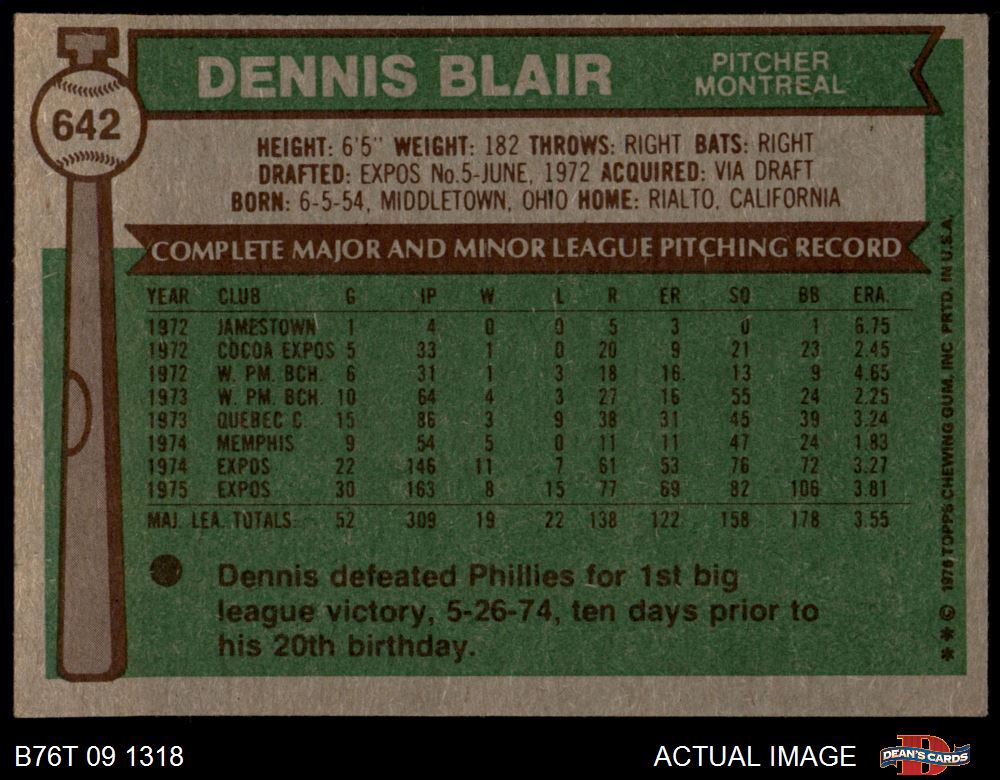 DENNIS BLAIR
PITCHER
MONTREAL
642
HEIGHT: 6'5" WEIGHT: 182 THROWS: RIGHT BATS: RIGHT
DRAFTED: EXPOS No.5-JUNE, 1972 ACQUIRED: VIA DRAFT
BORN: 6-5-54, MIDDLETOWN, OHIO HOME: RIALTO, CALIFORNIA
COMPLETE MAJOR AND MINOR LEAGUE PITCHING RECORD
YEAR CLUB G IP W L R ER SO BB ERA
1972 JAMESTOWN 1 4 0 0 5 3 0 1 6.75
1972 COCOA EXPOS 5 33 1 0 20 9 21 23 2.45
1972 W. PM. BCH. 6 31 1 3 18 16 13 9 4.65
1973 W. PM. BCH. 10 64 4 3 27 16 55 24 2.25
1973 QUEBEC C. 15 86 3 9 38 31 45 39 3.24
1974 MEMPHIS 9 54 5 0 11 11 47 24 1.83
1974 EXPOS 22 146 11 7 61 53 76 72 3.27
1975 EXPOS 30 163 8 15 77 69 82 106 3.81
MAJ. LEA. TOTALS 52 309 19 22 138 122 158 178 3.55
Dennis defeated Phillies for 1st big
league victory, 5-26-74, ten days prior to
his 20th birthday.
* * © 1976 TOPPS CHEWING GUM, INC PRTD. IN U.S.A.
B76T 09 1318
ACTUAL IMAGE
DEAN'S CARDS